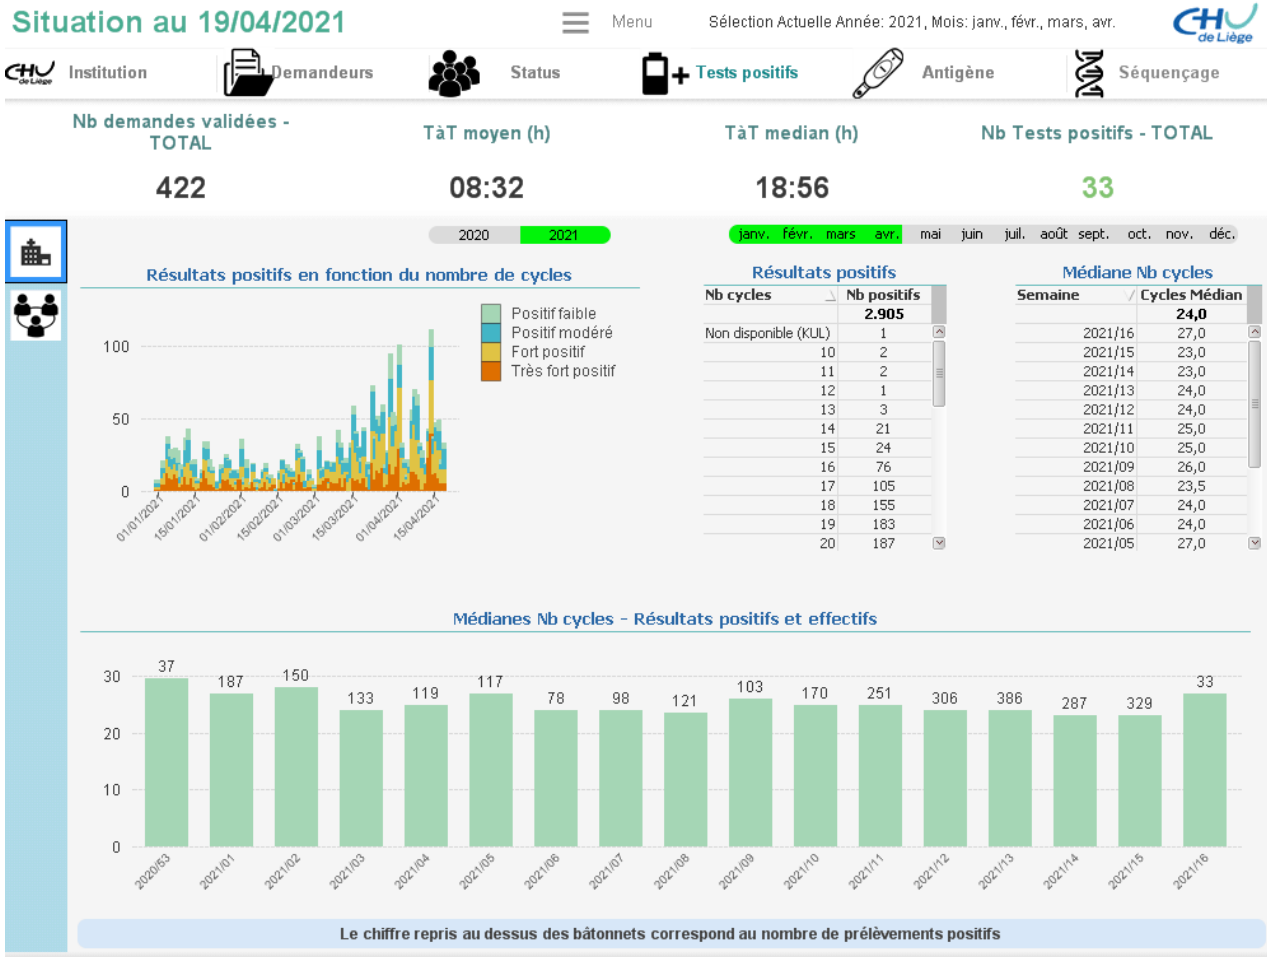 Situation au 19/04/2021
Menu
Sélection Actuelle Année: 2021, Mois: janv., févr., mars, avr.
CHU
de Liège
CHU
de Liège
Institution
Demandeurs
Status
Tests positifs
Antigène
Séquençage
Nb demandes validées -
TOTAL
TàT moyen (h)
TàT median (h)
Nb Tests positifs - TOTAL
422
08:32
18:56
33
2020 2021
janv. févr. mars avr. mai juin juil. août sept. oct. nov. déc.
Résultats positifs en fonction du nombre de cycles
Positif faible
Positif modéré
Fort positif
Très fort positif
100
50
0
01/01/2021 15/01/2021 01/02/2021 15/02/2021 01/03/2021 15/03/2021 01/04/2021 15/04/2021
Résultats positifs
Nb cycles Nb positifs
2.905
Non disponible (KUL) 1
10 2
11 2
12 1
13 3
14 21
15 24
16 76
17 105
18 155
19 183
20 187
Médiane Nb cycles
Semaine Cycles Médian
24,0
2021/16 27,0
2021/15 23,0
2021/14 23,0
2021/13 24,0
2021/12 24,0
2021/11 25,0
2021/10 25,0
2021/09 26,0
2021/08 23,5
2021/07 24,0
2021/06 24,0
2021/05 27,0
Médianes Nb cycles - Résultats positifs et effectifs
30
20
10
0
37 187 150 133 119 117 78 98 121 103 170 251 306 386 287 329 33
2020/53 2021/01 2021/02 2021/03 2021/04 2021/05 2021/06 2021/07 2021/08 2021/09 2021/10 2021/11 2021/12 2021/13 2021/14 2021/15 2021/16
Le chiffre repris au dessus des bâtonnets correspond au nombre de prélèvements positifs